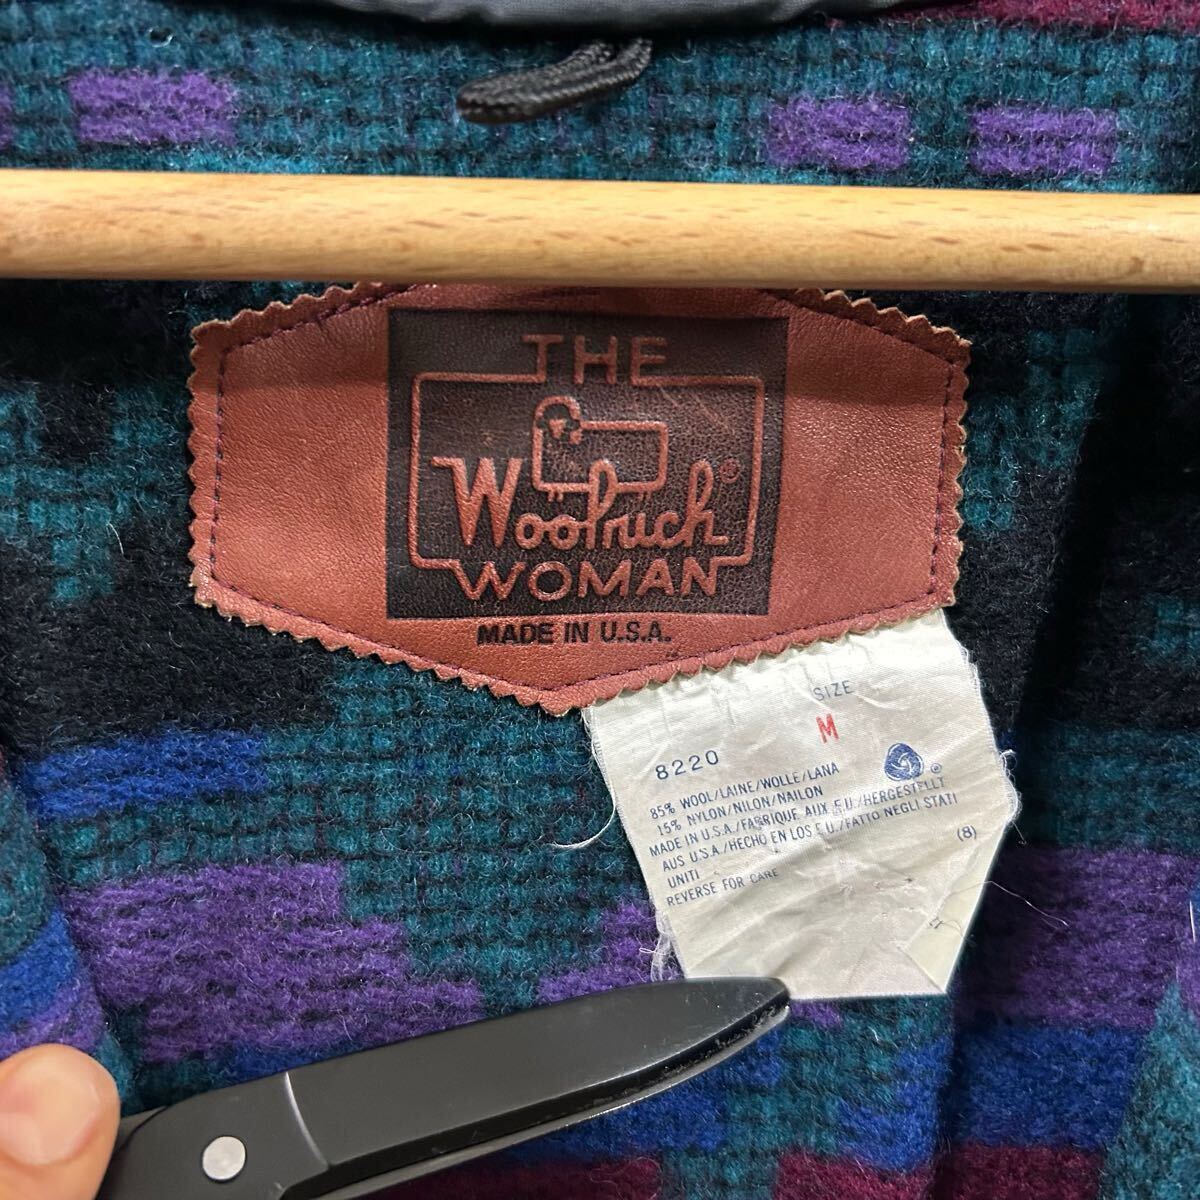 THE
Woolrich®
WOMAN
MADE IN U.S.A.
SIZE
M
8220
85% WOOL/LAINE/WOLLE/LANA
15% NYLON/NILON/NAILON
MADE IN U.S.A./FABRIQUE AUX E.U./HERGESTELLT
AUS U.S.A./HECHO EN LOS E.U./FATTO NEGLI STATI
UNITI
(8)
REVERSE FOR CARE